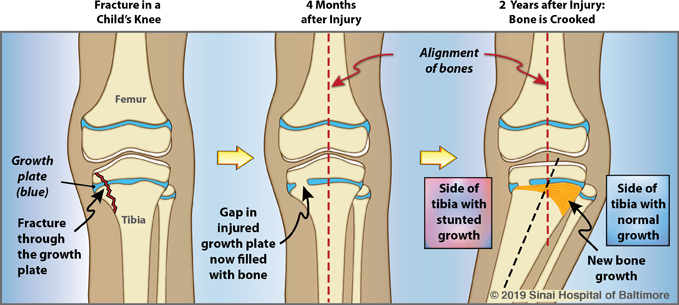 Fracture in a
Child's Knee
4 Months
after Injury
2 Years after Injury:
Bone is Crooked
Femur
Growth
plate
(blue)
Fracture
through
the growth
plate
Tibia
Alignment
of bones
Gap in
injured
growth plate
now filled
with bone
Side of
tibia with
stunted
growth
Side of
tibia with
normal
growth
New bone
growth
© 2019 Sinai Hospital of Baltimore